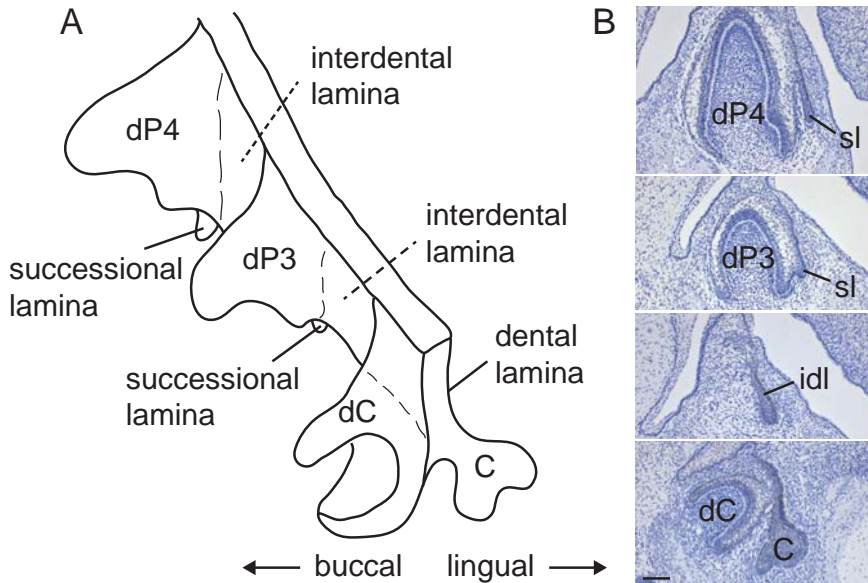 A
interdental
lamina
dP4
interdental
lamina
dP3
successional
lamina
dental
lamina
successional
lamina
dC
C
buccal
lingual
B
dP4
sl
dP3
sl
idl
dC
C